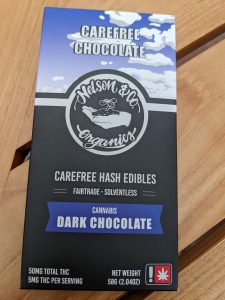 CAREFREE
CHOCOLATE
Nelson & Co.
Organics
CAREFREE HASH EDIBLES
FAIRTRADE - SOLVENTLESS
CANNABIS
DARK CHOCOLATE
50MG TOTAL THC
5MG THC PER SERVING
NET WEIGHT
58G (2.04OZ)